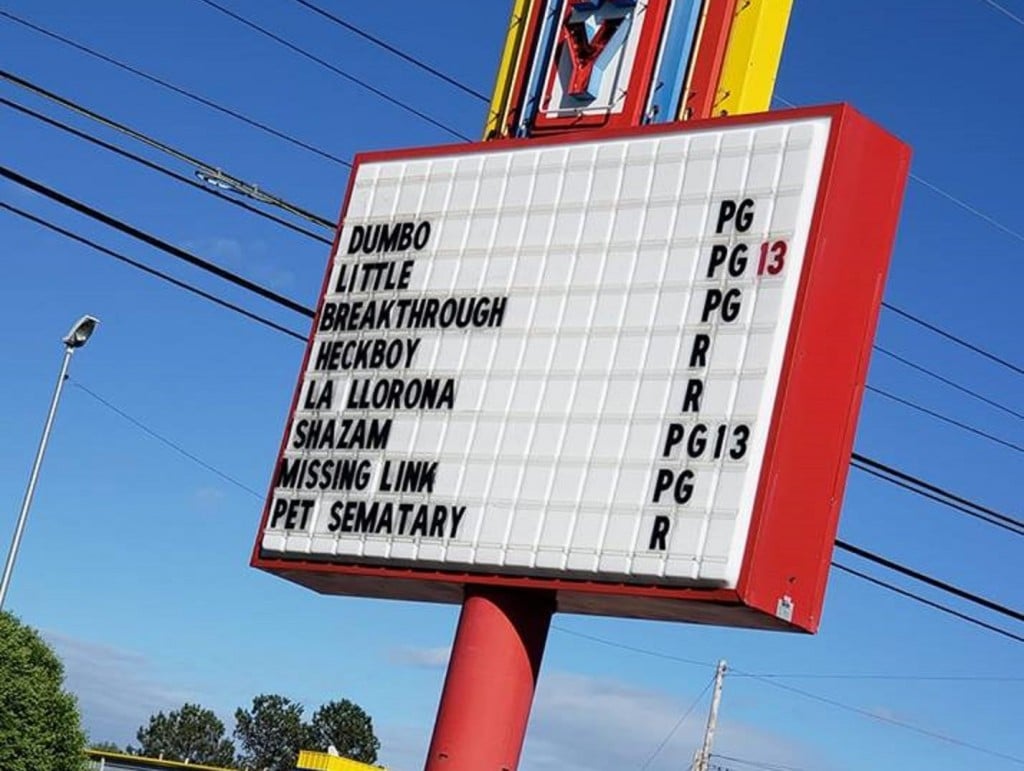 Y
DUMBO PG
LITTLE PG 13
BREAKTHROUGH PG
HECKBOY R
LA LLORONA R
SHAZAM PG13
MISSING LINK PG
PET SEMATARY R